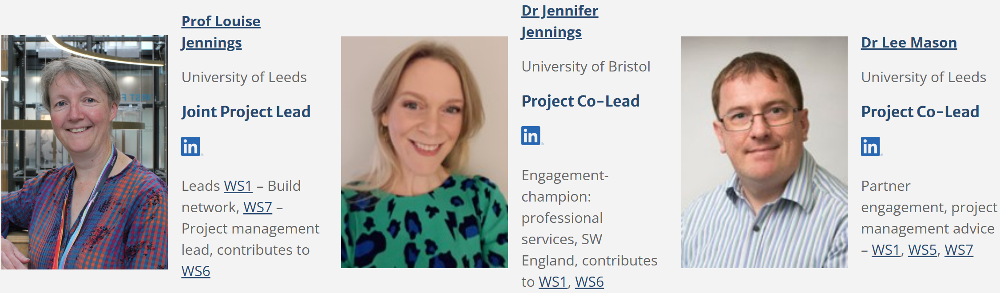 Prof Louise
Jennings
University of Leeds
Joint Project Lead
in
Leads WS1 – Build
network, WS7 –
Project management
lead, contributes to
WS6
Dr Jennifer
Jennings
University of Bristol
Project Co-Lead
in
Engagement-
champion:
professional
services, SW
England, contributes
to WS1, WS6
Dr Lee Mason
University of Leeds
Project Co-Lead
in
Partner
engagement, project
management advice
– WS1, WS5, WS7